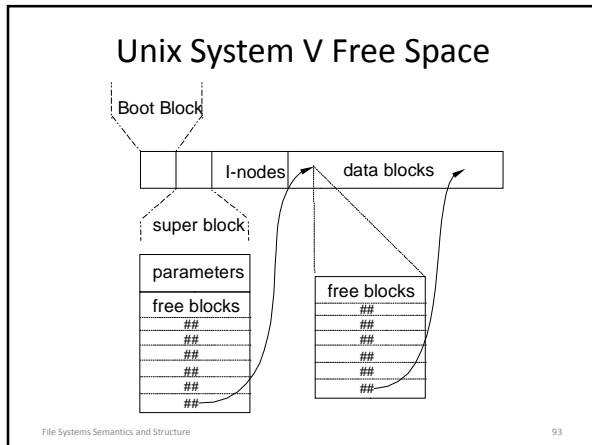 Unix System V Free Space
Boot Block
I-nodes
data blocks
super block
parameters
free blocks
##
##
##
##
##
##
free blocks
##
##
##
##
##
##
File Systems Semantics and Structure
93